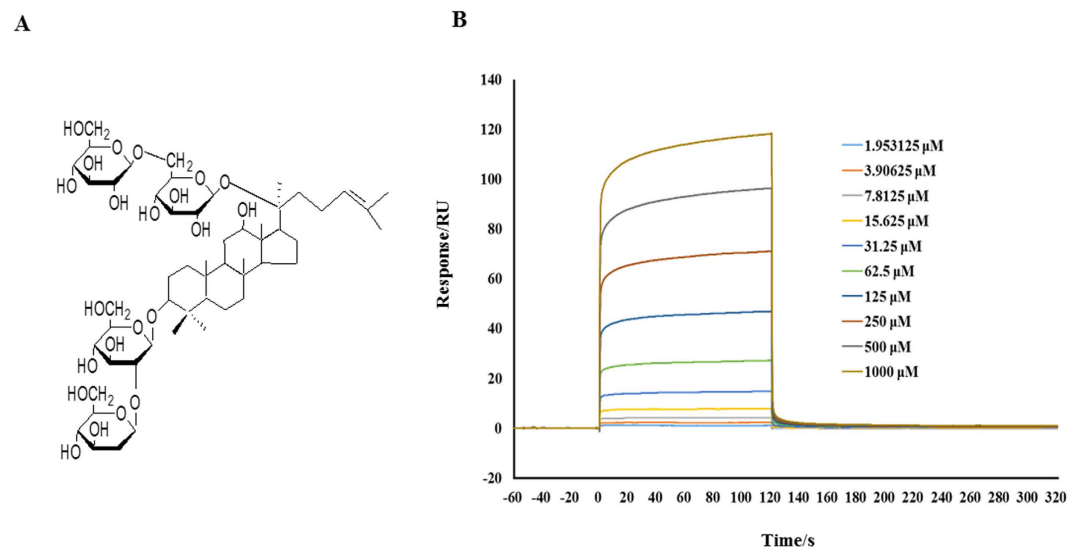 A
HOCH2
O
OH
HO
OH
O
H2
C
O
OH
HO
OH
O
OH
HOCH2
O
OH
HO
O
HOCH2
O
OH
HO
OH
O
B
Response/RU
140
120
100
80
60
40
20
0
-20
-60
-40
-20
0
20
40
60
80
100
120
140
160
180
200
220
240
260
280
300
320
Time/s
1.953125 μM
3.90625 μM
7.8125 μM
15.625 μM
31.25 μM
62.5 μM
125 μM
250 μM
500 μM
1000 μM